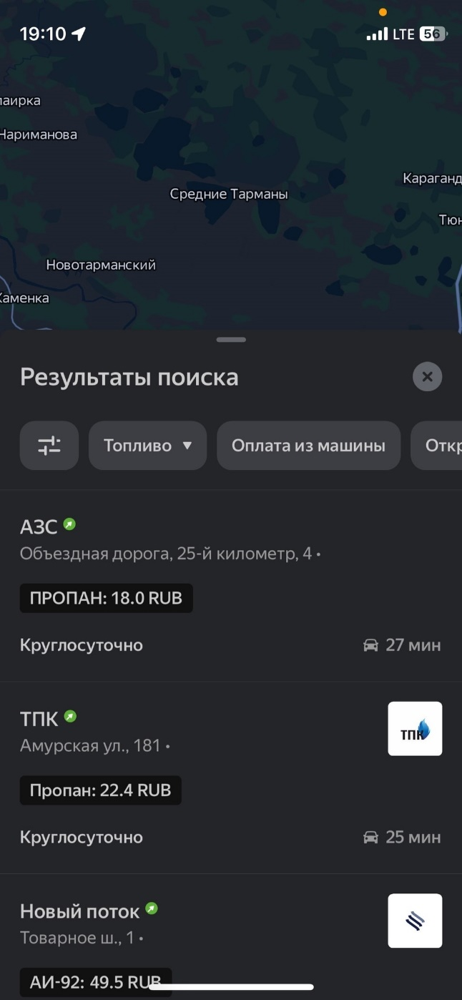 19:10
LTE 56
паирка
Нариманова
Караганд
Средние Тарманы
Тюн
Новотарманский
Каменка
Результаты поиска
Топливо ▼ Оплата из машины Откр
АЗС
Объездная дорога, 25-й километр, 4 •
ПРОПАН: 18.0 RUB
Круглосуточно 27 мин
ТПК
ТПК
Амурская ул., 181 •
Пропан: 22.4 RUB
Круглосуточно 25 мин
Новый поток
Товарное ш., 1 •
АИ-92: 49.5 RUB